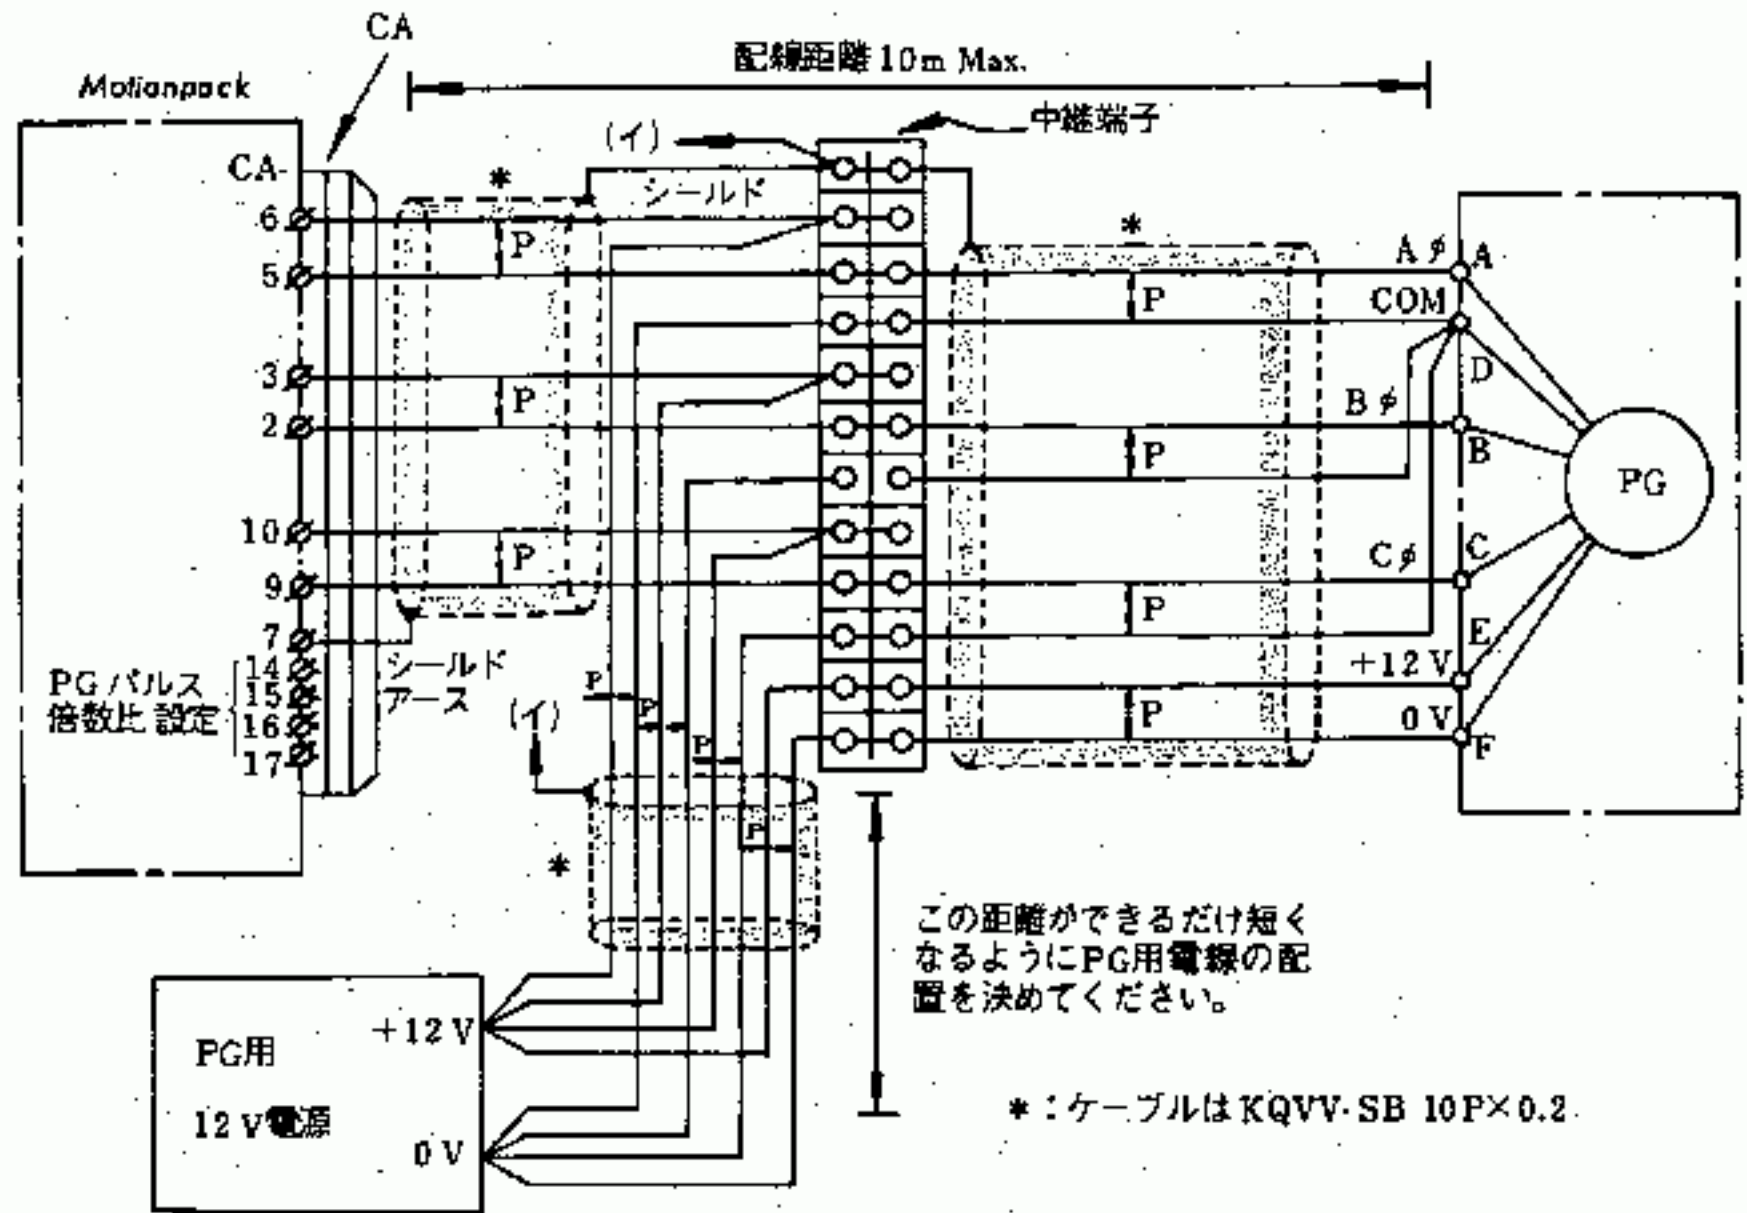 CA
Motionpack
配線距離 10m Max.
中継端子
(イ)
CA-
*
シールド
6
P
5
*
Aφ A
COM
P
D
3
P
2
Bφ
B
P
PG
10
P
9
Cφ
C
P
7
E
シールド
アース
PG パルス
倍数比 設定
14
15
16
17
+12 V
0 V
F
P
P
P
P
P
(イ)
*
この距離ができるだけ短く
なるようにPG用電線の配
置を決めてください。
+12 V
PG用
12 V電源
0 V
*:ケーブルは KQVV-SB 10P×0.2